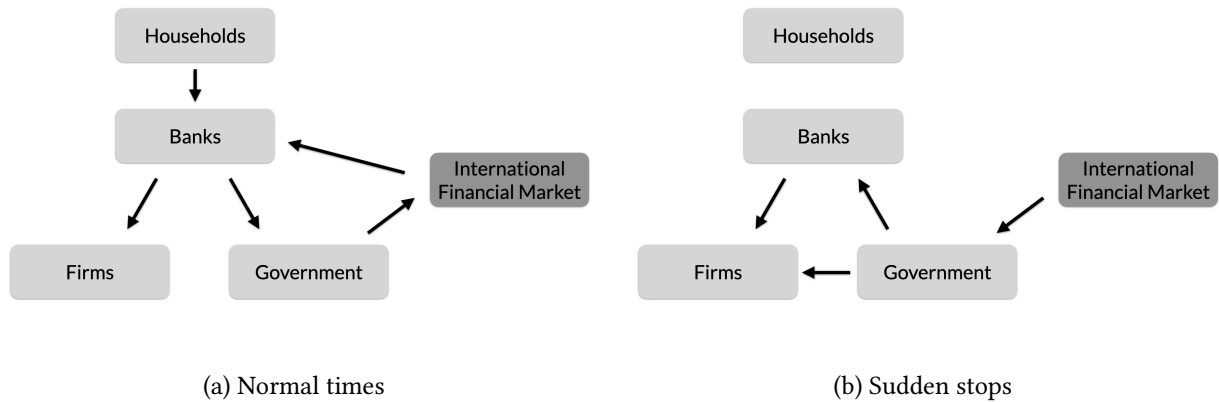 Households
Banks
International
Financial Market
Firms
Government
(a) Normal times
Households
Banks
International
Financial Market
Firms
Government
(b) Sudden stops